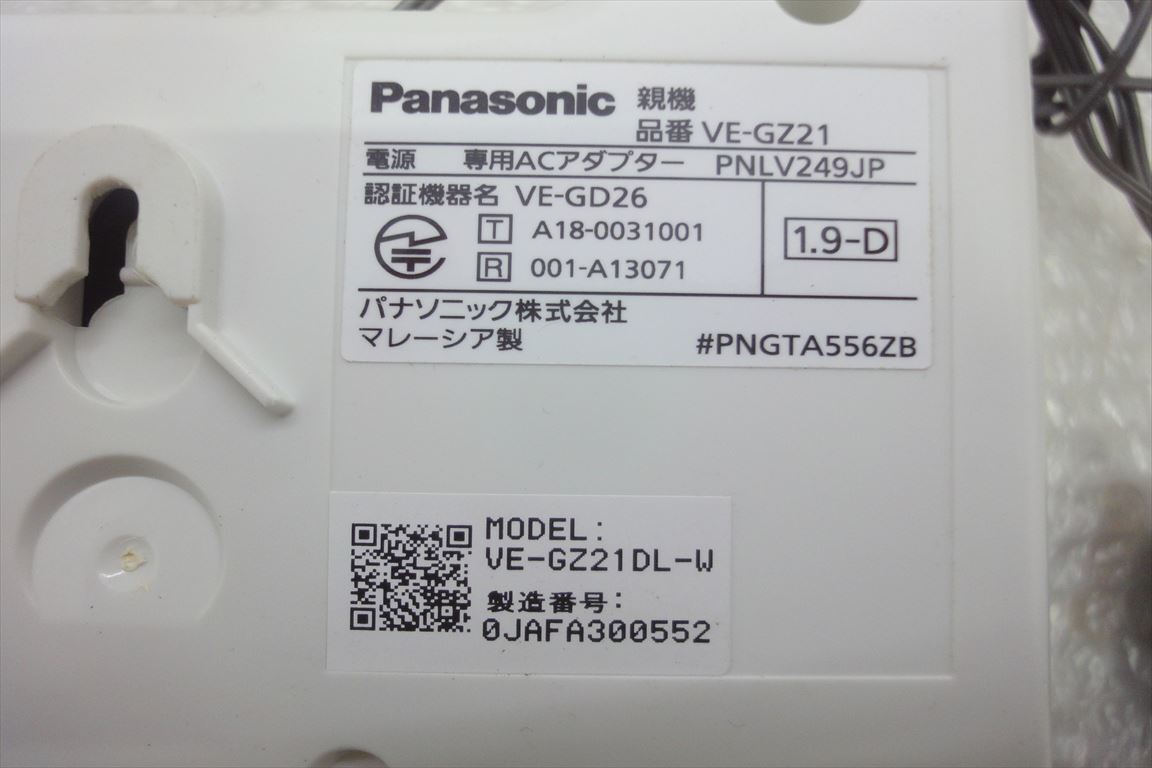 Panasonic 親機
品番 VE-GZ21
電源 専用ACアダプター PNLV249JP
認証機器名 VE-GD26
T A18-0031001
R 001-A13071
1.9-D
パナソニック株式会社
マレーシア製 #PNGTA556ZB
MODEL:
VE-GZ21DL-W
製造番号:
0JAFA300552